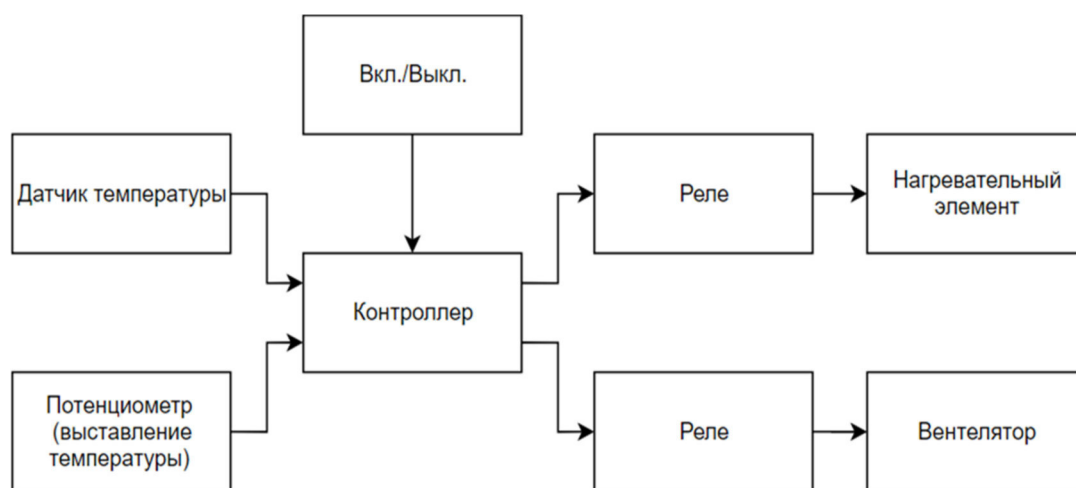 Вкл./Выкл.
Датчик температуры
Реле
Нагревательный
элемент
Контроллер
Потенциометр
(выставление
температуры)
Реле
Вентелятор